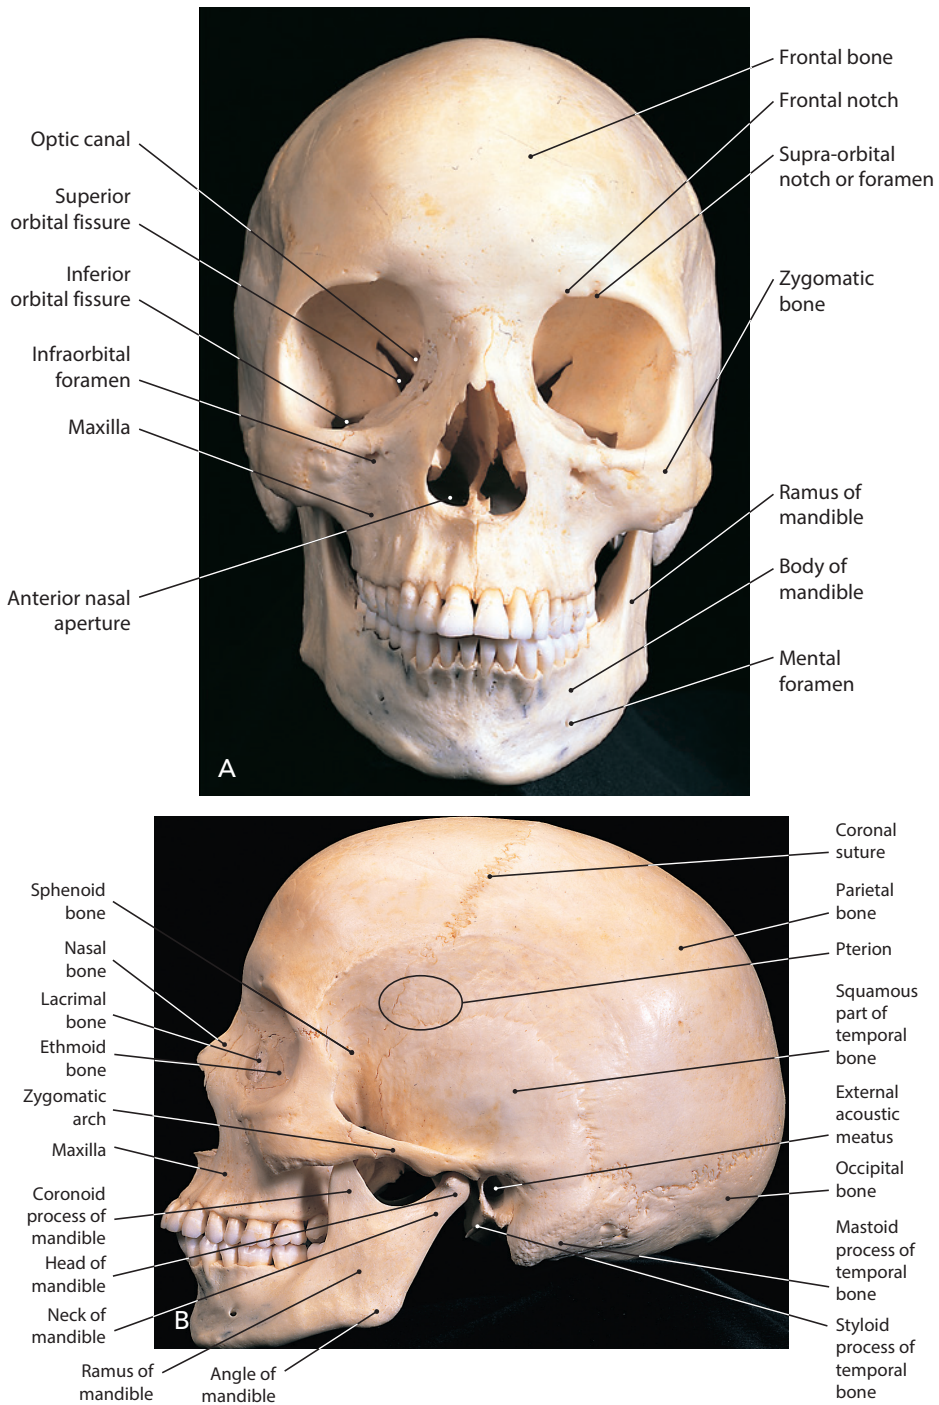 Optic canal
Superior
orbital fissure
Inferior
orbital fissure
Infraorbital
foramen
Maxilla
Anterior nasal
aperture
Frontal bone
Frontal notch
Supra-orbital
notch or foramen
Zygomatic
bone
Ramus of
mandible
Body of
mandible
Mental
foramen
A
Sphenoid
bone
Nasal
bone
Lacrimal
bone
Ethmoid
bone
Zygomatic
arch
Maxilla
Coronoid
process of
mandible
Head of
mandible
Neck of
mandible
Ramus of
mandible
Angle of
mandible
Coronal
suture
Parietal
bone
Pterion
Squamous
part of
temporal
bone
External
acoustic
meatus
Occipital
bone
Mastoid
process of
temporal
bone
Styloid
process of
temporal
bone
B